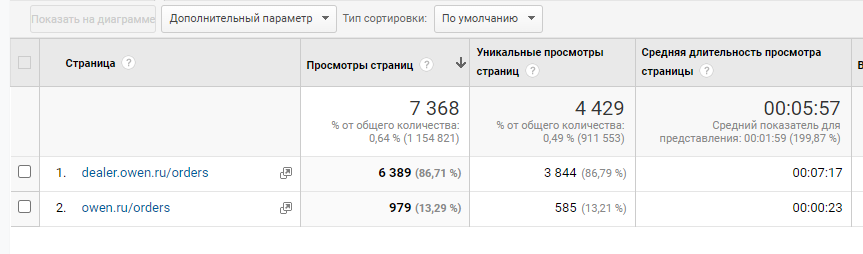 Показать на диаграмме Дополнительный параметр Тип сортировки: По умолчанию
Страница Просмотры страниц Уникальные просмотры страниц Средняя длительность просмотра страницы В
7 368 4 429 00:05:57
% от общего количества: % от общего количества: Средний показатель для
0,64 % (1 154 821) 0,49 % (911 553) представления: 00:01:59 (199,87 %)
1. dealer.owen.ru/orders 6 389 (86,71 %) 3 844 (86,79 %) 00:07:17
2. owen.ru/orders 979 (13,29 %) 585 (13,21 %) 00:00:23